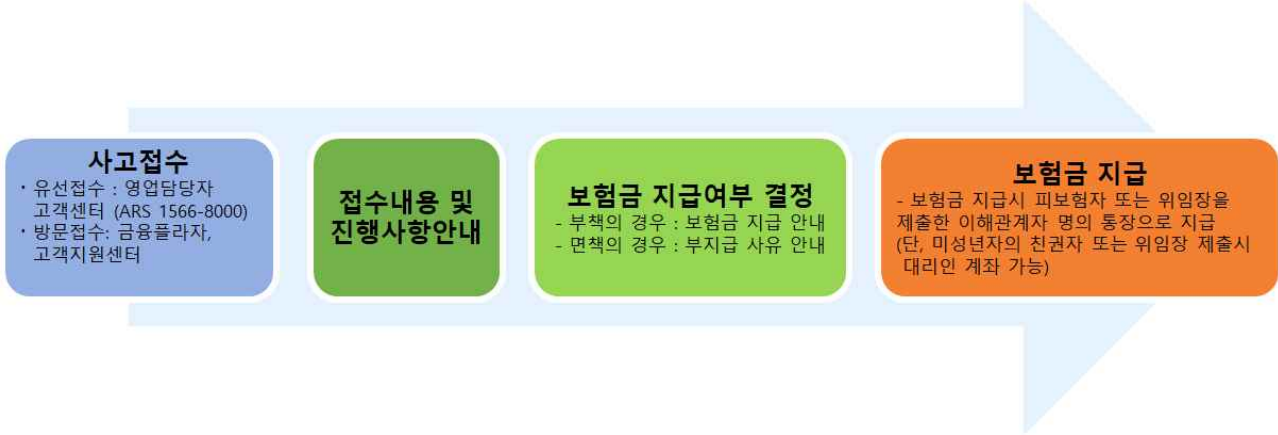 사고접수
· 유선접수 : 영업담당자
고객센터 (ARS 1566-8000)
· 방문접수: 금융플라자,
고객지원센터
접수내용 및
진행사항안내
보험금 지급여부 결정
- 부책의 경우 : 보험금 지급 안내
- 면책의 경우 : 부지급 사유 안내
보험금 지급
- 보험금 지급시 피보험자 또는 위임장을
제출한 이해관계자 명의 통장으로 지급
(단, 미성년자의 친권자 또는 위임장 제출시
대리인 계좌 가능)